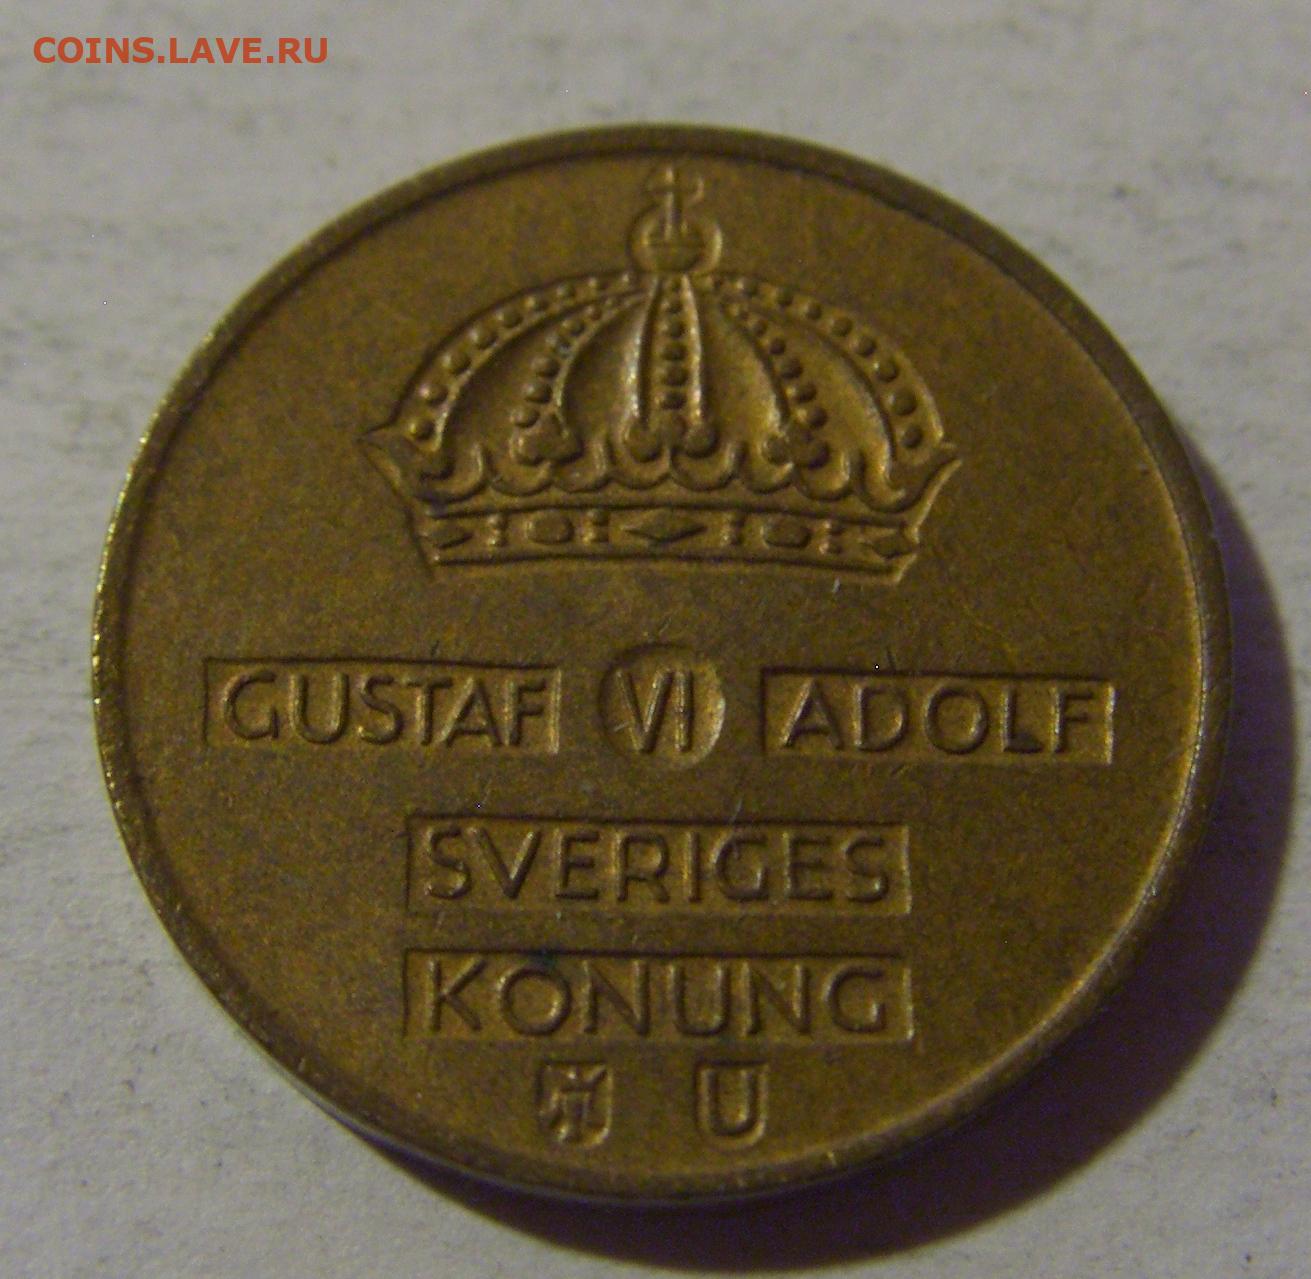 COINS.LAVE.RU
GUSTAF VI ADOLF
SVERIGES
KONUNG
U